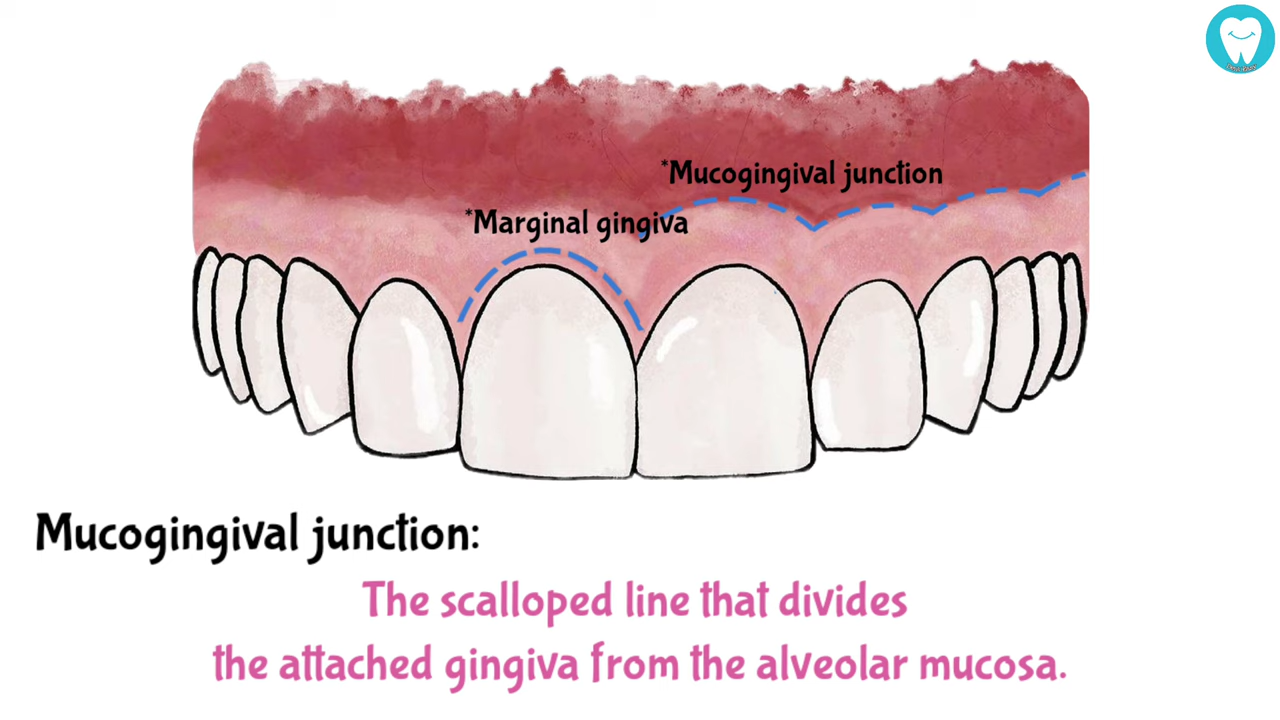 *Mucogingival junction
*Marginal gingiva
Mucogingival junction:
The scalloped line that divides
the attached gingiva from the alveolar mucosa.